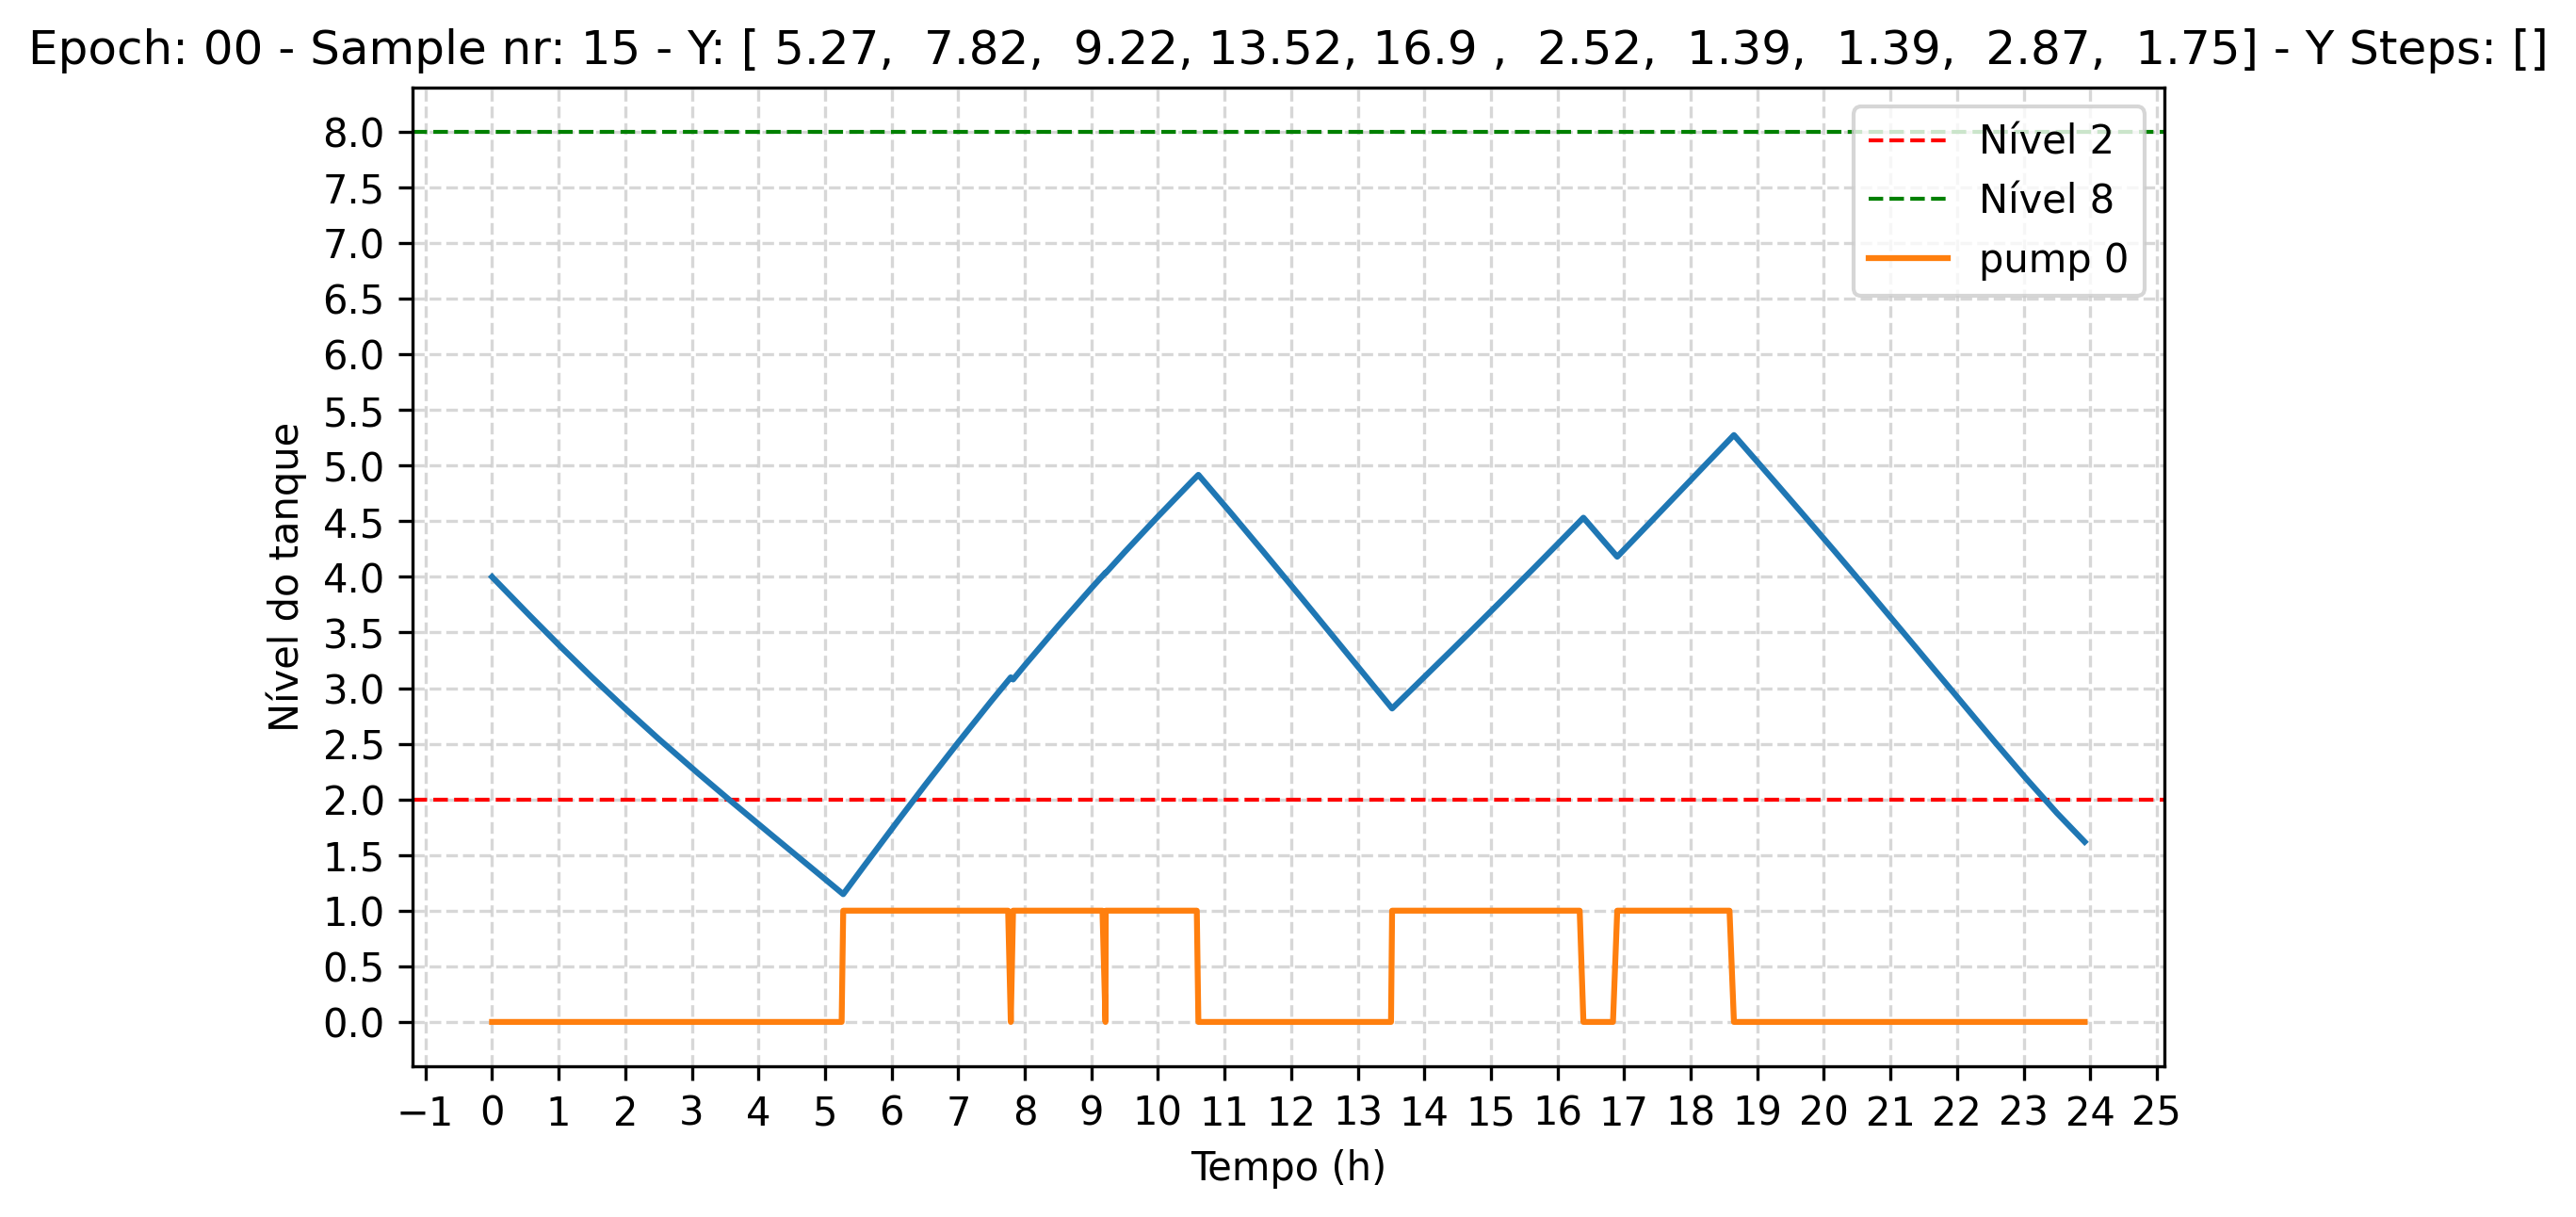 Epoch: 00 - Sample nr: 15 - Y: [ 5.27,  7.82,  9.22, 13.52, 16.9 ,  2.52,  1.39,  1.39,  2.87,  1.75] - Y Steps: []
Nível 2
Nível 8
pump 0
Nível do tanque
8.0
7.5
7.0
6.5
6.0
5.5
5.0
4.5
4.0
3.5
3.0
2.5
2.0
1.5
1.0
0.5
0.0
−1 0 1 2 3 4 5 6 7 8 9 10 11 12 13 14 15 16 17 18 19 20 21 22 23 24 25
Tempo (h)